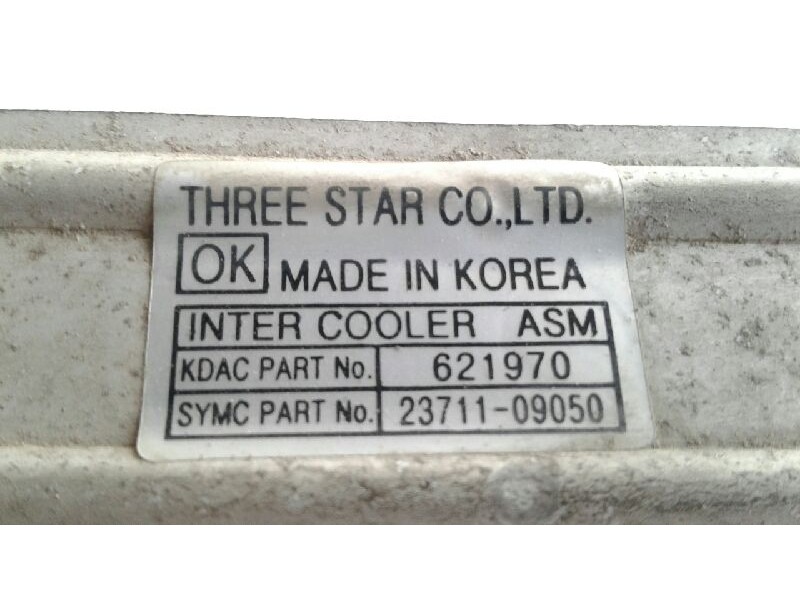 THREE STAR CO.,LTD.
OK MADE IN KOREA
INTER COOLER ASM
KDAC PART No. 621970
SYMC PART No. 23711-09050